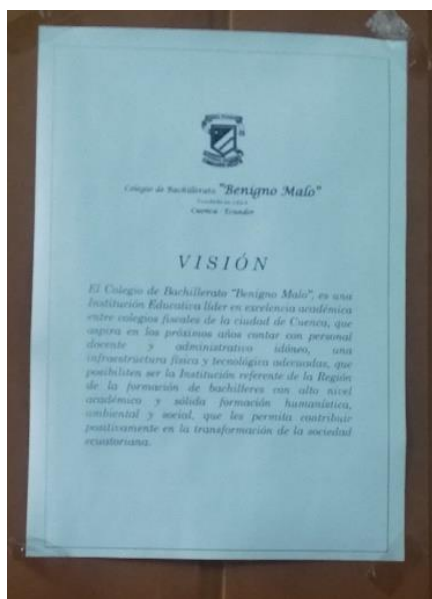 Colegio de Bachillerato "Benigno Malo"
Cuenca - Ecuador
VISIÓN
El Colegio de Bachillerato "Benigno Malo", es una
Institución Educativa líder en excelencia académica
entre colegios fiscales de la ciudad de Cuenca, que
aspira en los próximos años contar con personal
docente y administrativo idóneo, una
infraestructura física y tecnológica adecuadas, que
posibiliten ser la Institución referente de la Región
de la formación de bachilleres con alto nivel
académico y sólida formación humanística,
ambiental y social, que les permita contribuir
positivamente en la transformación de la sociedad
ecuatoriana.